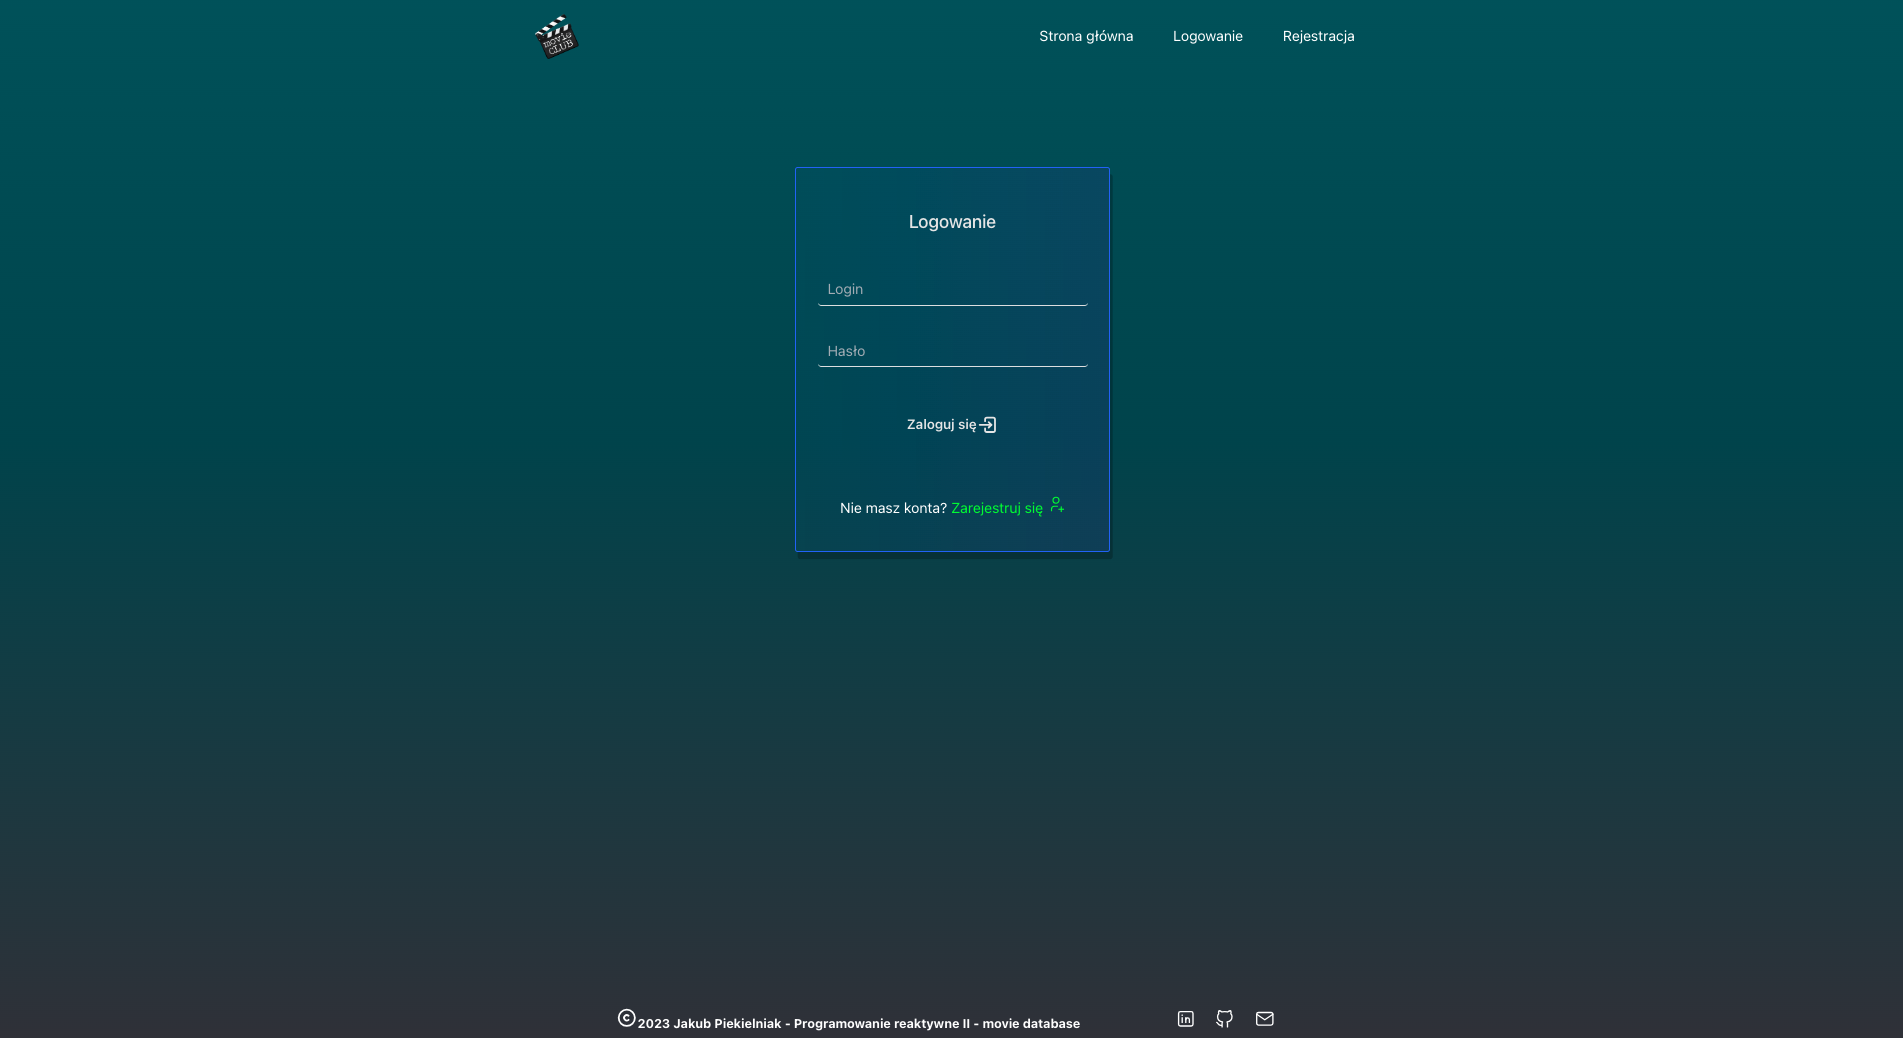 movie
CLUB
Strona główna Logowanie Rejestracja
Logowanie
Login
Hasło
Zaloguj się
Nie masz konta? Zarejestruj się
© 2023 Jakub Piekielniak - Programowanie reaktywne II - movie database
in